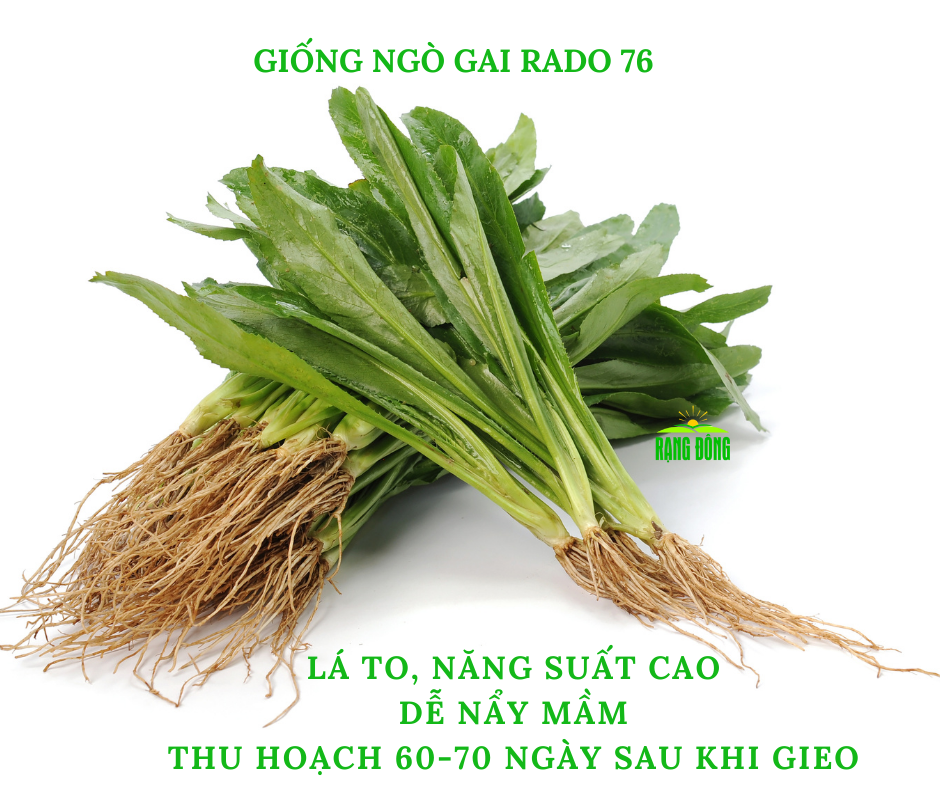 GIỐNG NGÒ GAI RADO 76
RẠNG ĐÔNG
LÁ TO, NĂNG SUẤT CAO
DỄ NẨY MẦM
THU HOẠCH 60-70 NGÀY SAU KHI GIEO